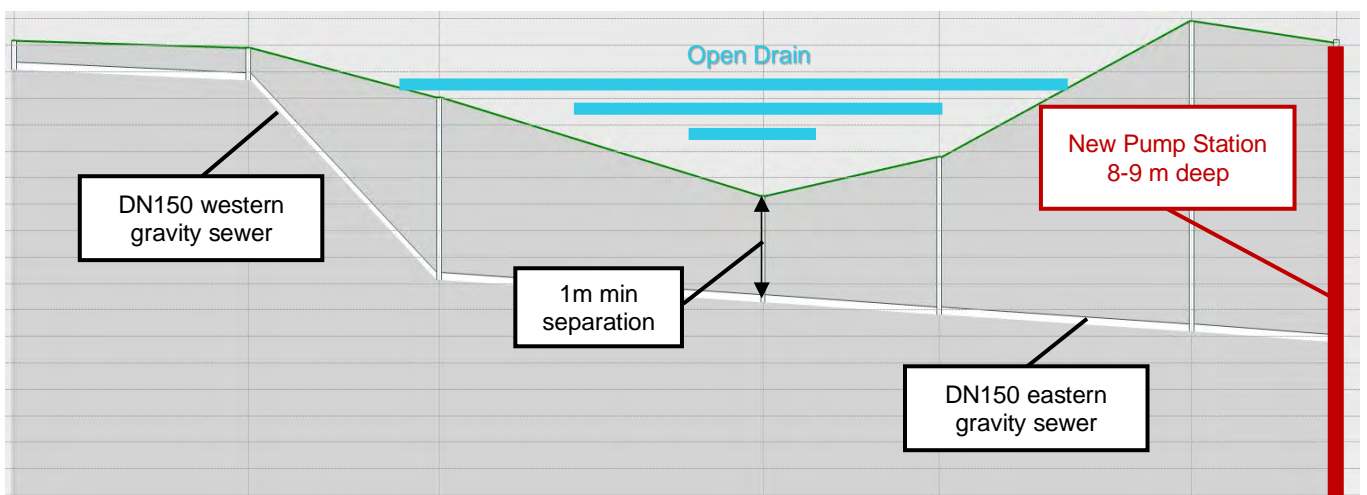 Open Drain
New Pump Station
8-9 m deep
DN150 western
gravity sewer
1m min
separation
DN150 eastern
gravity sewer